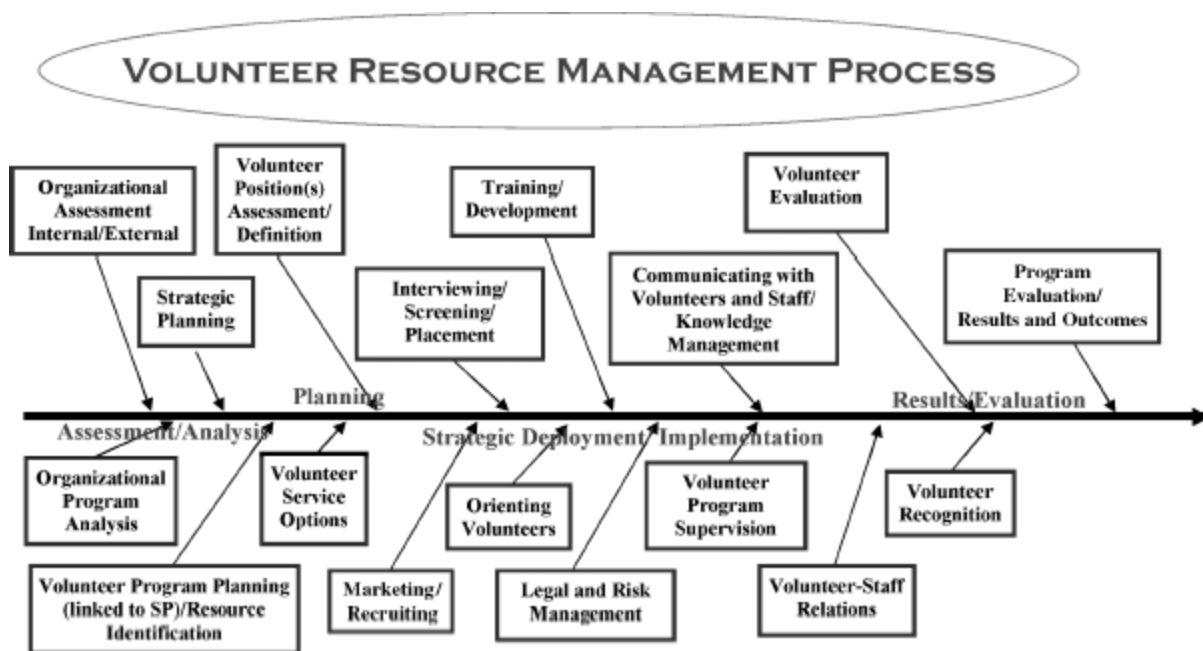 VOLUNTEER RESOURCE MANAGEMENT PROCESS
Organizational
Assessment
Internal/External
Volunteer
Position(s)
Assessment/
Definition
Training/
Development
Volunteer
Evaluation
Strategic
Planning
Interviewing/
Screening/
Placement
Communicating with
Volunteers and Staff/
Knowledge
Management
Program
Evaluation/
Results and Outcomes
Planning
Results/Evaluation
Assessment/Analysis
Strategic Deployment/ Implementation
Organizational
Program
Analysis
Volunteer
Service
Options
Orienting
Volunteers
Volunteer
Program
Supervision
Volunteer
Recognition
Volunteer Program Planning
(linked to SP)/Resource
Identification
Marketing/
Recruiting
Legal and Risk
Management
Volunteer-Staff
Relations